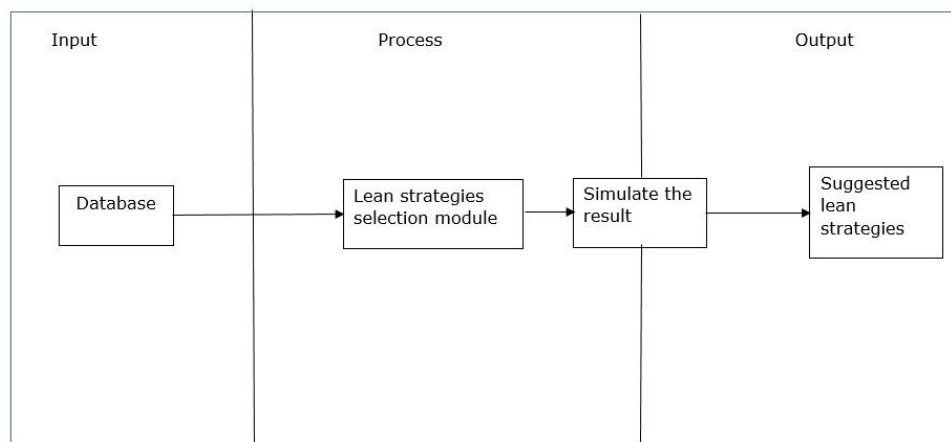 Input
Process
Output
Database
Lean strategies
selection module
Simulate the
result
Suggested
lean
strategies